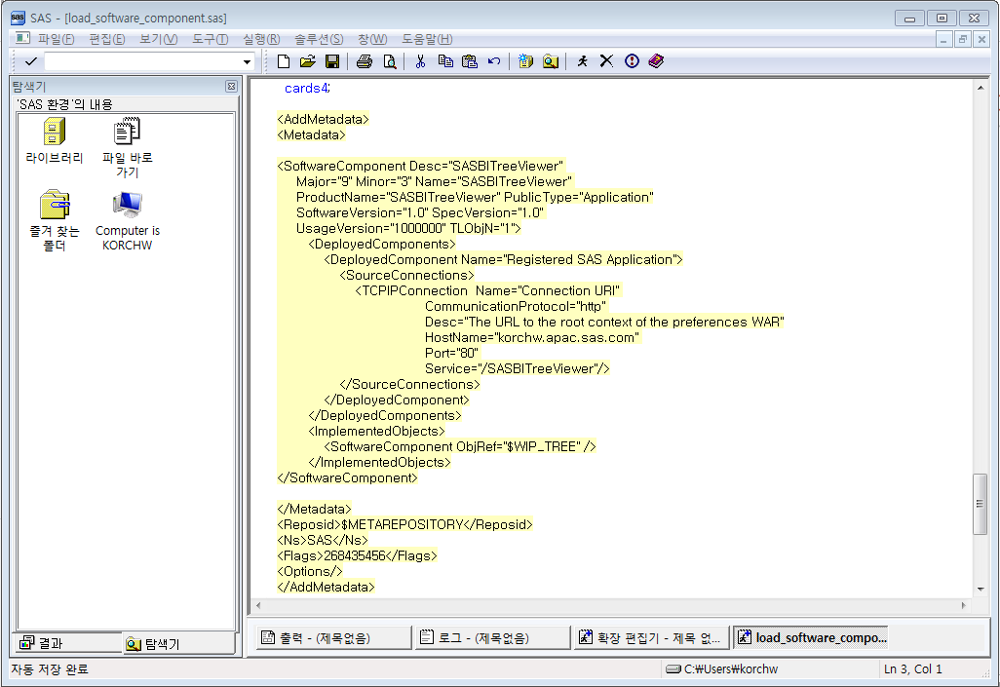 SAS - [load_software_component.sas]
파일(F) 편집(E) 보기(V) 도구(T) 실행(R) 솔루션(S) 창(W) 도움말(H)
탐색기
'SAS 환경'의 내용
라이브러리
파일 바로
가기
즐겨 찾는
폴더
Computer is
KORCHW
cards4;
<AddMetadata>
<Metadata>
<SoftwareComponent Desc="SASBITreeViewer"
Major="9" Minor="3" Name="SASBITreeViewer"
ProductName="SASBITreeViewer" PublicType="Application"
SoftwareVersion="1.0" SpecVersion="1.0"
UsageVersion="1000000" TLObjN="1">
<DeployedComponents>
<DeployedComponent Name="Registered SAS Application">
<SourceConnections>
<TCPIPConnection Name="Connection URI"
CommunicationProtocol="http"
Desc="The URL to the root context of the preferences WAR"
HostName="korchw.apac.sas.com"
Port="80"
Service="/SASBITreeViewer"/>
</SourceConnections>
</DeployedComponent>
</DeployedComponents>
<ImplementedObjects>
<SoftwareComponent ObjRef="$WIP_TREE" />
</ImplementedObjects>
</SoftwareComponent>
</Metadata>
<Reposid>$METAREPOSITORY</Reposid>
<Ns>SAS</Ns>
<Flags>268435456</Flags>
<Options/>
</AddMetadata>
결과 탐색기
출력 - (제목없음) 로그 - (제목없음) 확장 편집기 - 제목 없... load_software_compo...
자동 저장 완료 C:₩Users₩korchw Ln 3, Col 1